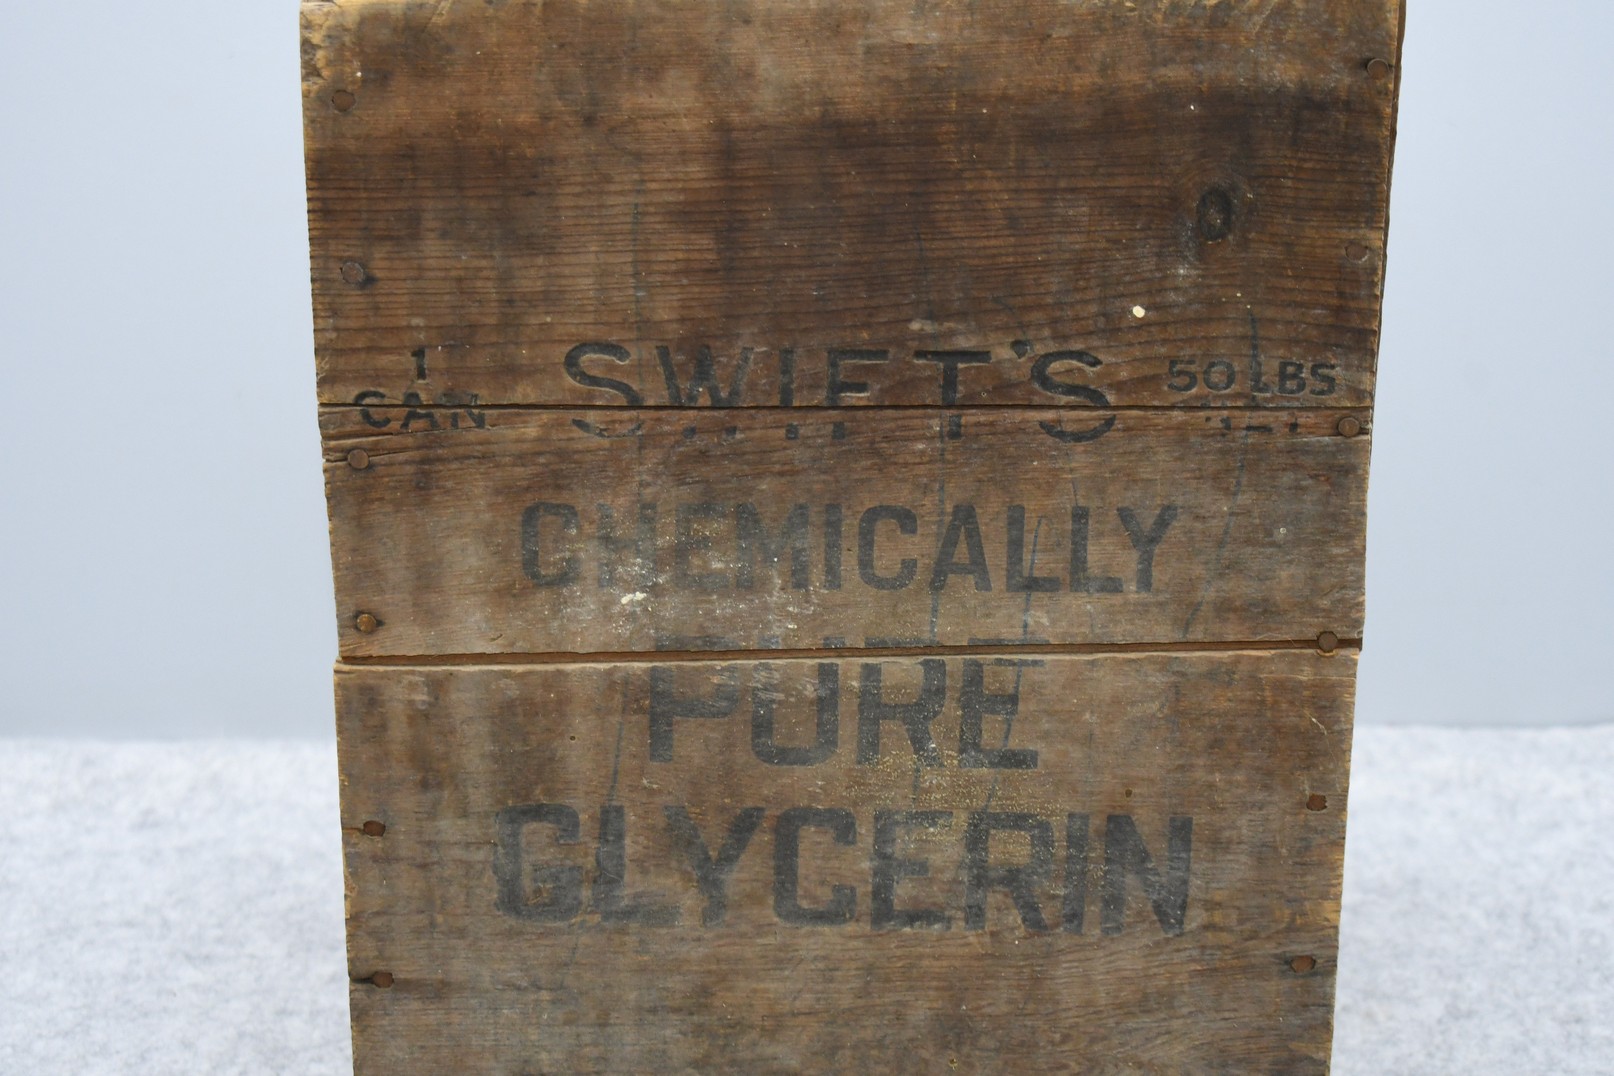 1 CAN SWIFT'S 50 LBS
CHEMICALLY
PURE
GLYCERIN